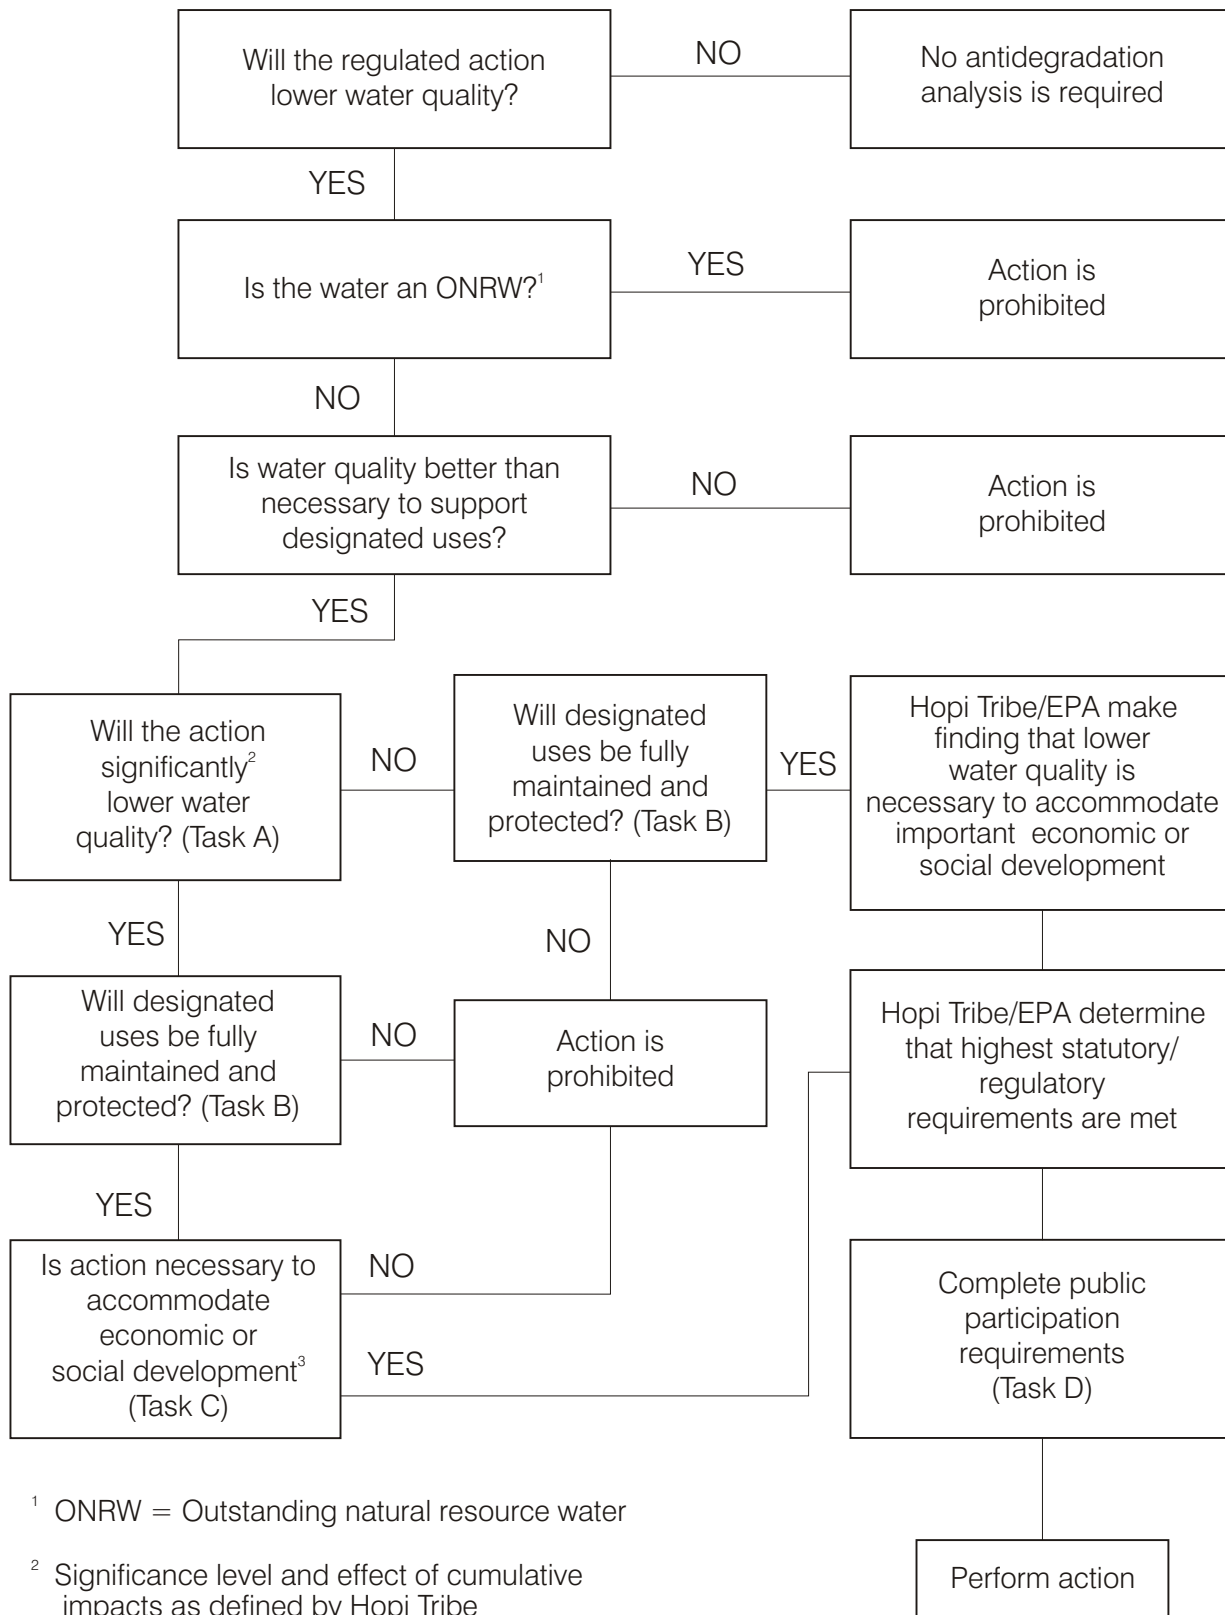 Will the regulated action
lower water quality?
NO
No antidegradation
analysis is required
YES
Is the water an ONRW?¹
YES
Action is
prohibited
NO
Is water quality better than
necessary to support
designated uses?
NO
Action is
prohibited
YES
Will the action
significantly²
lower water
quality? (Task A)
NO
Will designated
uses be fully
maintained and
protected? (Task B)
YES
Hopi Tribe/EPA make
finding that lower
water quality is
necessary to accommodate
important economic or
social development
YES
NO
Will designated
uses be fully
maintained and
protected? (Task B)
NO
Action is
prohibited
Hopi Tribe/EPA determine
that highest statutory/
regulatory
requirements are met
YES
Is action necessary to
accommodate
economic or
social development³
(Task C)
NO
YES
Complete public
participation
requirements
(Task D)
¹ ONRW = Outstanding natural resource water
² Significance level and effect of cumulative
impacts as defined by Hopi Tribe
Perform action